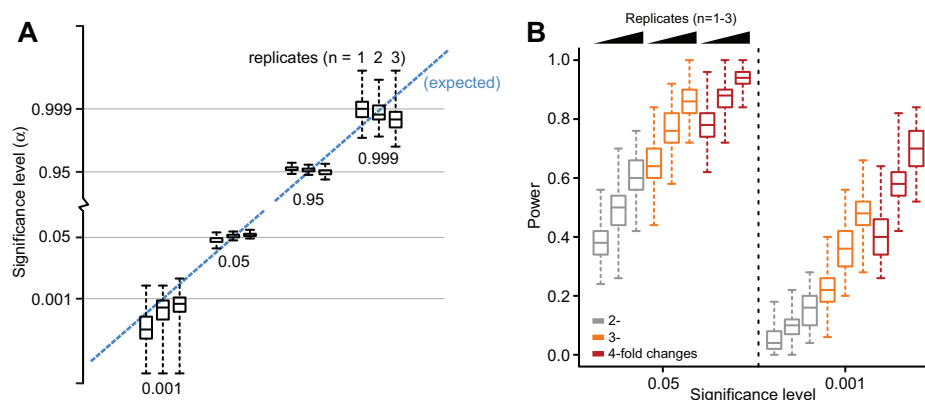 A
replicates (n = 1 2 3)
(expected)
Significance level (α)
0.999
0.95
0.05
0.001
0.999
0.95
0.05
0.001
B
Replicates (n=1-3)
Power
1.0
0.8
0.6
0.4
0.2
0.0
2-
3-
4-fold changes
0.05
0.001
Significance level